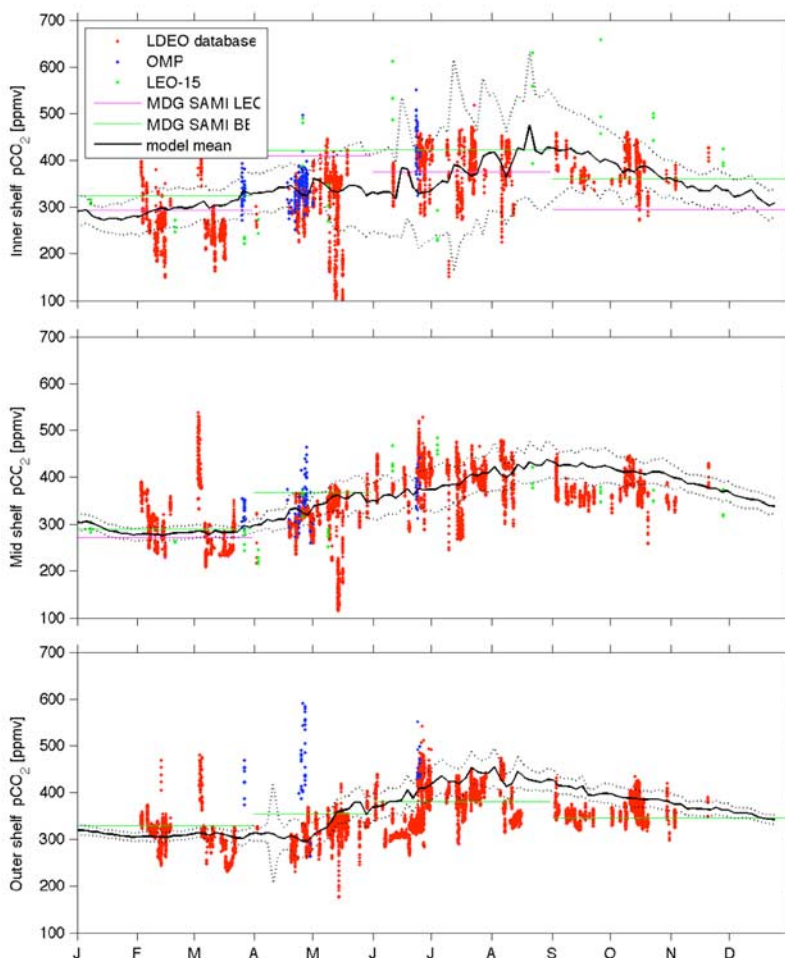 700
600
500
400
300
200
100
Inner shelf pCO₂ [ppmv]
LDEO database
OMP
LEO-15
MDG SAMI LEO
MDG SAMI BE
model mean
700
600
500
400
300
200
100
Mid shelf pCO₂ [ppmv]
700
600
500
400
300
200
100
Outer shelf pCO₂ [ppmv]
J F M A M J J A S O N D